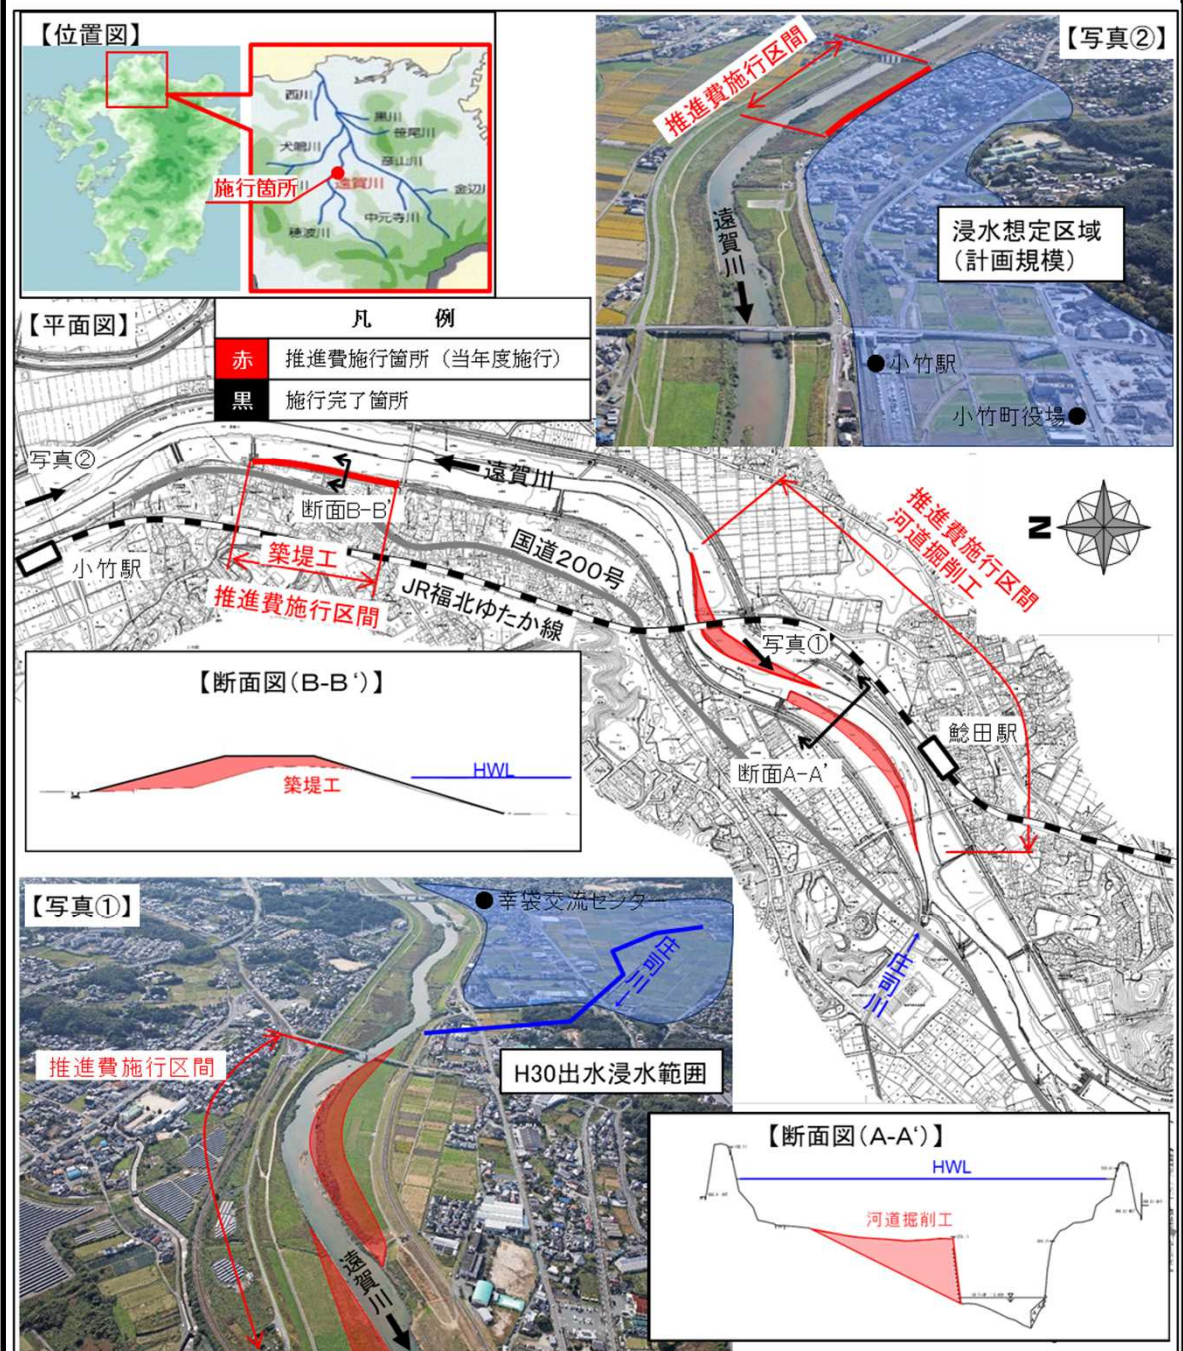 【位置図】
西川
黒川
笹尾川
犬鳴川
彦山川
施行箇所
遠賀川
川
金辺川
中元寺川
穂波川
【写真②】
推進費施行区間
遠賀川
浸水想定区域
(計画規模)
●小竹駅
小竹町役場●
【平面図】
凡 例
赤 推進費施行箇所(当年度施行)
黒 施行完了箇所
写真②
遠賀川
断面B-B'
小竹駅
築堤工
推進費施行区間
国道200号
JR福北ゆたか線
推進費施行区間
河道掘削工
N
写真①
鯰田駅
断面A-A'
庄司川
【断面図(B-B‘)】
HWL
築堤工
【写真①】
●幸袋交流センター
庄司川
推進費施行区間
H30出水浸水範囲
遠賀川
【断面図(A-A‘)】
HWL
河道掘削工